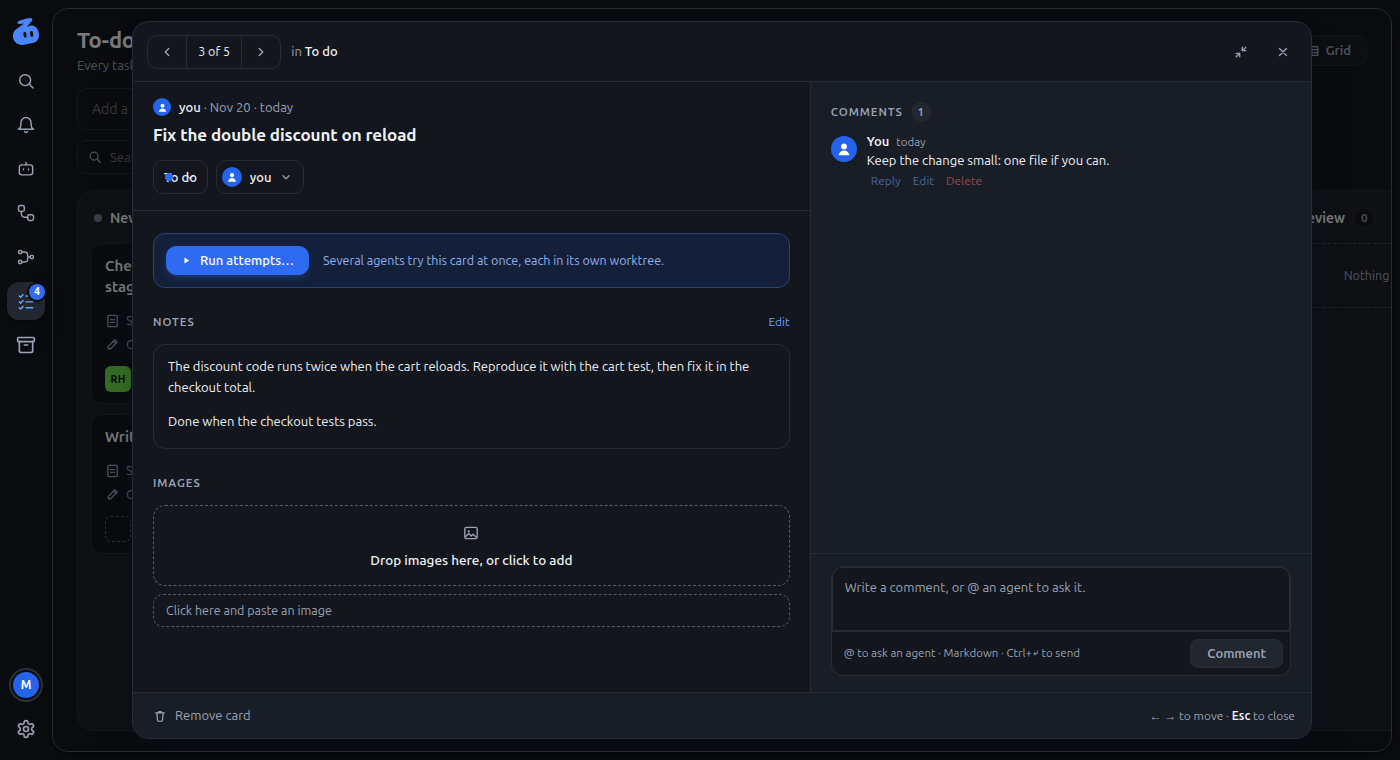 To-do
Every task
Grid
Add a
Sea
New
Che
stag
S
C
RH
Writ
S
C
4
M
3 of 5
in To do
you · Nov 20 · today
Fix the double discount on reload
To do
you
Run attempts...
Several agents try this card at once, each in its own worktree.
NOTES
Edit
The discount code runs twice when the cart reloads. Reproduce it with the cart test, then fix it in the
checkout total.
Done when the checkout tests pass.
IMAGES
Drop images here, or click to add
Click here and paste an image
COMMENTS 1
You today
Keep the change small: one file if you can.
Reply Edit Delete
Write a comment, or @ an agent to ask it.
@ to ask an agent · Markdown · Ctrl+↵ to send
Comment
Remove card
← → to move · Esc to close
eview 0
Nothing